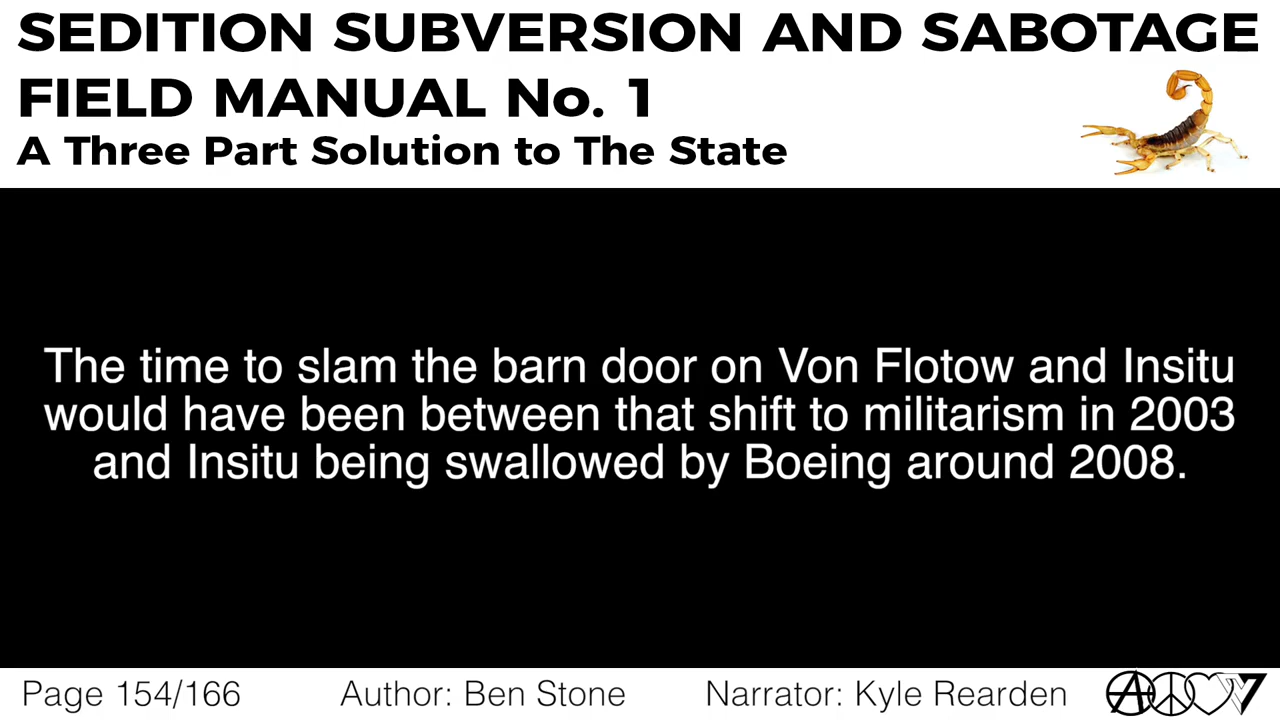 SEDITION SUBVERSION AND SABOTAGE
FIELD MANUAL No. 1
A Three Part Solution to The State
The time to slam the barn door on Von Flotow and Insitu
would have been between that shift to militarism in 2003
and Insitu being swallowed by Boeing around 2008.
Page 154/166 Author: Ben Stone Narrator: Kyle Rearden